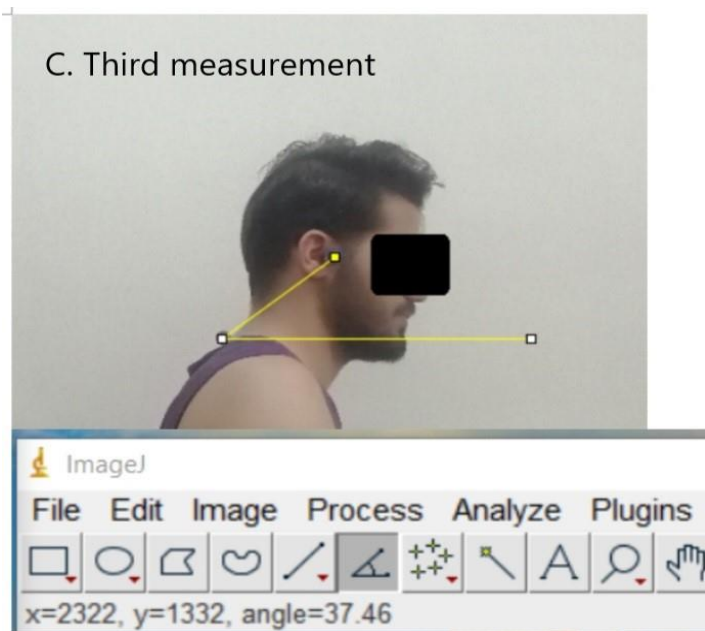 C. Third measurement
ImageJ
File Edit Image Process Analyze Plugins
x=2322, y=1332, angle=37.46